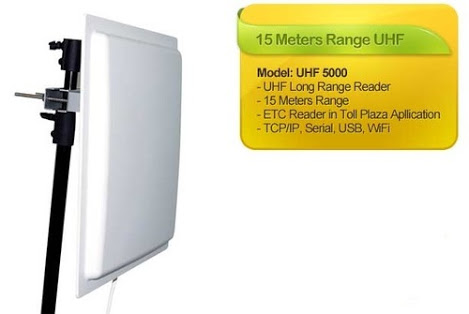 15 Meters Range UHF
Model: UHF 5000
- UHF Long Range Reader
- 15 Meters Range
- ETC Reader in Toll Plaza Apllication
- TCP/IP, Serial, USB, WiFi